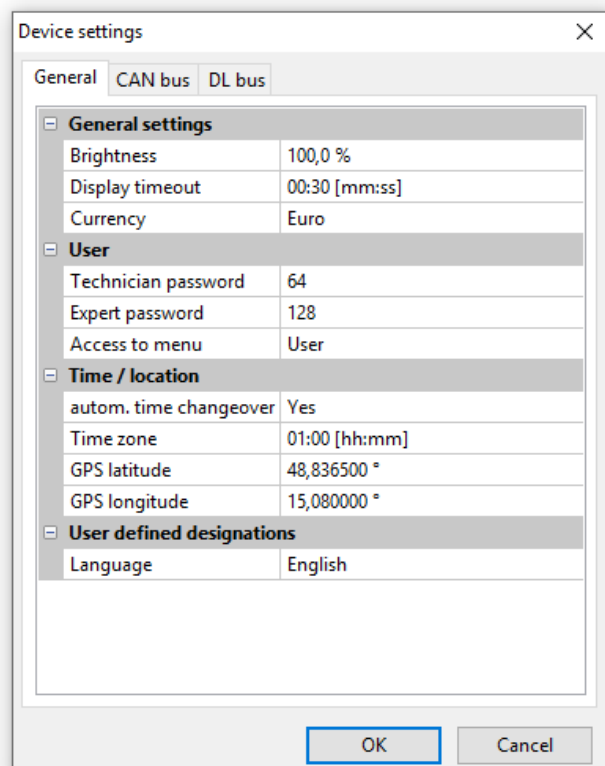 Device settings
General CAN bus DL bus
General settings
Brightness 100,0 %
Display timeout 00:30 [mm:ss]
Currency Euro
User
Technician password 64
Expert password 128
Access to menu User
Time / location
autom. time changeover Yes
Time zone 01:00 [hh:mm]
GPS latitude 48,836500 °
GPS longitude 15,080000 °
User defined designations
Language English
OK Cancel